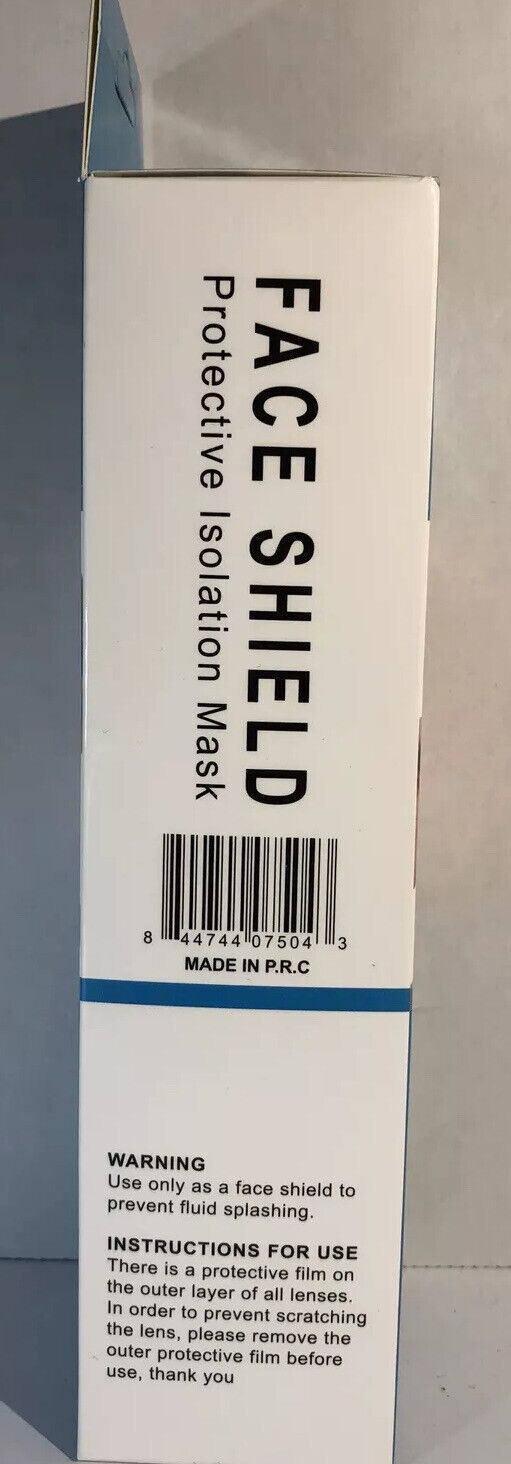 FACE SHIELD
Protective Isolation Mask
8 44744 07504 3
MADE IN P.R.C
WARNING
Use only as a face shield to
prevent fluid splashing.
INSTRUCTIONS FOR USE
There is a protective film on
the outer layer of all lenses.
In order to prevent scratching
the lens, please remove the
outer protective film before
use, thank you